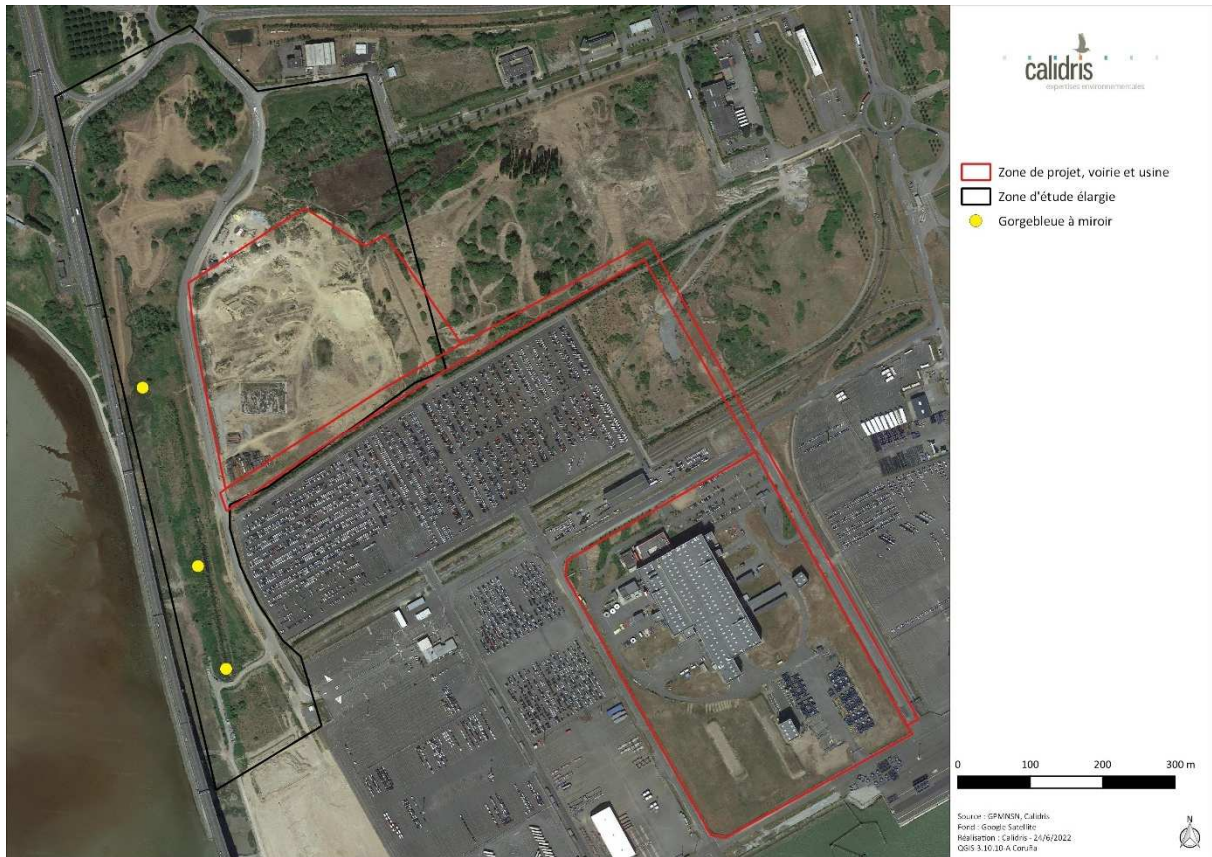 calidris
expertises environnementales
Zone de projet, voirie et usine
Zone d'étude élargie
Gorgebleue à miroir
0 100 200 300 m
Source : GPMNSN, Calidris
Fond : Google Satellite
Réalisation : Calidris - 24/6/2022
QGIS 3.10.10-A Coruña
N